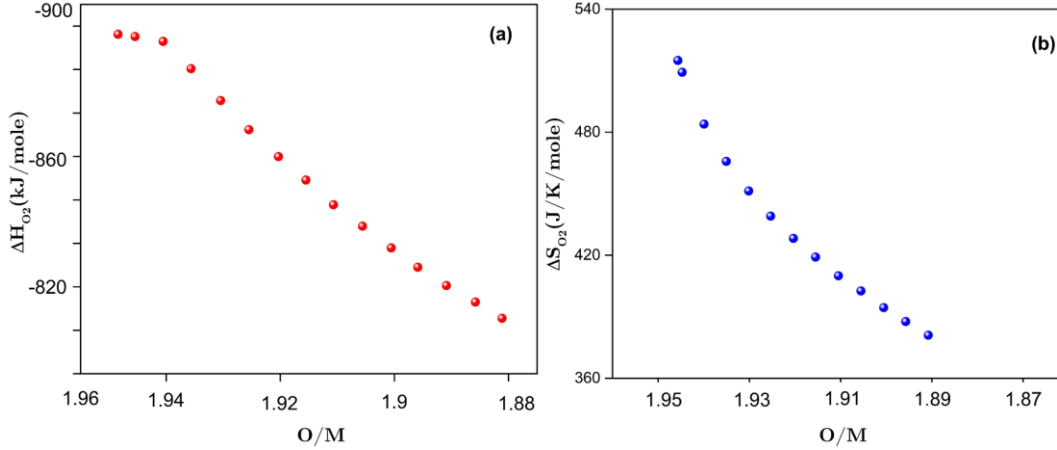 (a)
-900
-860
-820
ΔH_O2(kJ/mole)
1.96 1.94 1.92 1.9 1.88
O/M
(b)
540
480
420
360
ΔS_O2(J/K/mole)
1.95 1.93 1.91 1.89 1.87
O/M